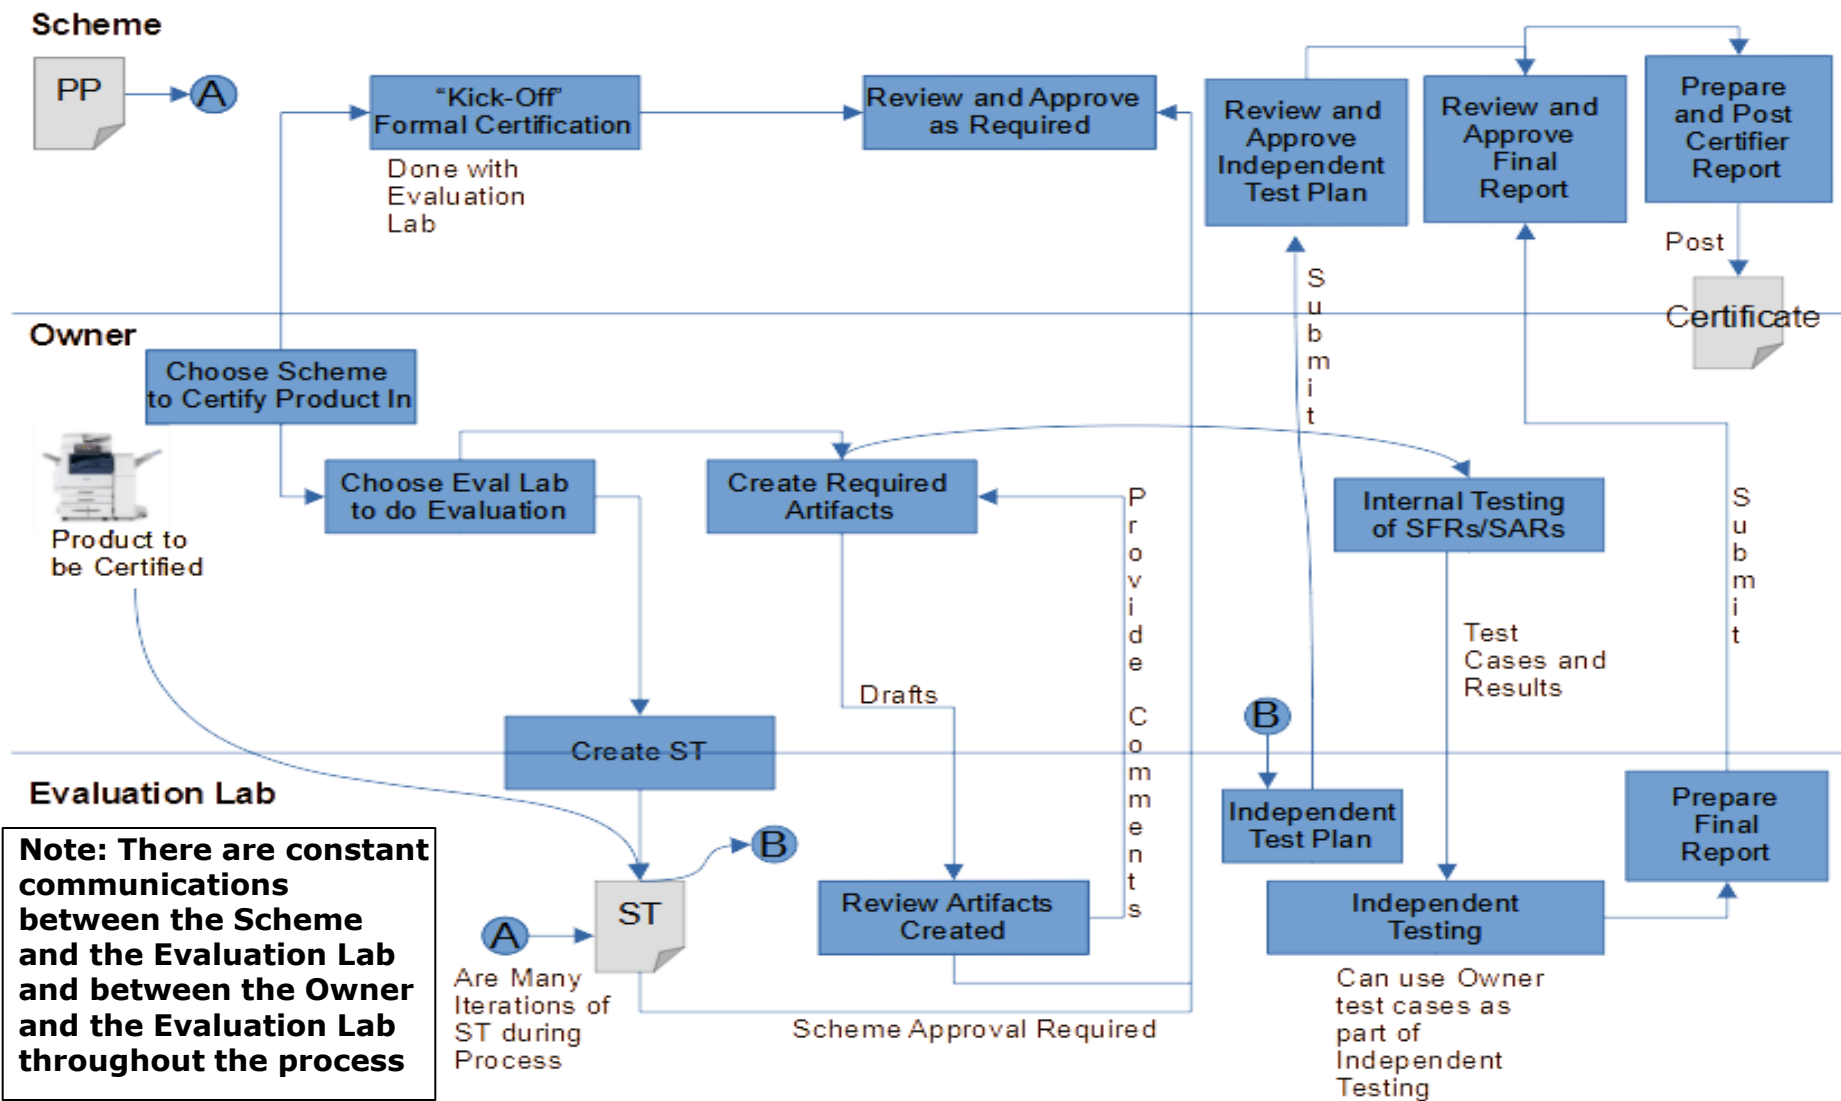 Scheme
PP
A
“Kick-Off”
Formal Certification
Done with
Evaluation
Lab
Review and Approve
as Required
Review and
Approve
Independent
Test Plan
Review and
Approve
Final
Report
Prepare
and Post
Certifier
Report
Post
Certificate
Submit
Owner
Choose Scheme
to Certify Product In
Product to
be Certified
Choose Eval Lab
to do Evaluation
Create Required
Artifacts
Provide Comments
Internal Testing
of SFRs/SARs
Submit
Test
Cases and
Results
Drafts
B
Create ST
Evaluation Lab
Note: There are constant
communications
between the Scheme
and the Evaluation Lab
and between the Owner
and the Evaluation Lab
throughout the process
B
ST
A
Are Many
Iterations of
ST during
Process
Review Artifacts
Created
Scheme Approval Required
Independent
Test Plan
Independent
Testing
Can use Owner
test cases as
part of
Independent
Testing
Prepare
Final
Report